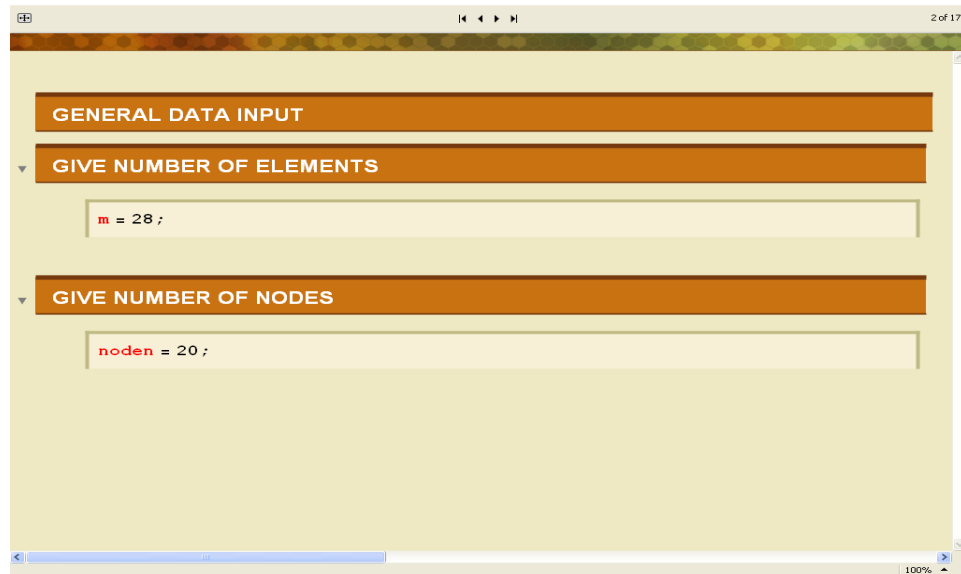 2 of 17
GENERAL DATA INPUT
GIVE NUMBER OF ELEMENTS
m = 28 ;
GIVE NUMBER OF NODES
noden = 20 ;
100%